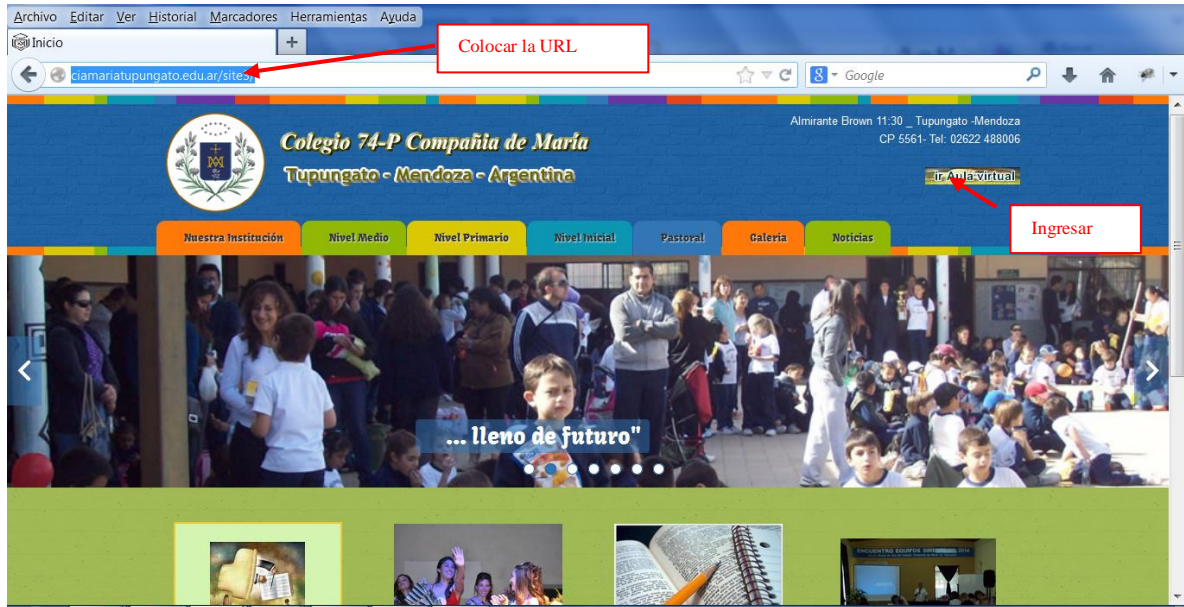 Archivo Editar Ver Historial Marcadores Herramientas Ayuda
Inicio
Colocar la URL
ciamariatupungato.edu.ar/site3/
Google
Almirante Brown 11:30 _ Tupungato -Mendoza
CP 5561- Tel: 02622 488006
Colegio 74-P Compañia de María
Tupungato - Mendoza - Argentina
ir Aula virtual
Ingresar
Nuestra Institución Nivel Medio Nivel Primario Nivel Inicial Pastoral Galeria Noticias
... lleno de futuro"